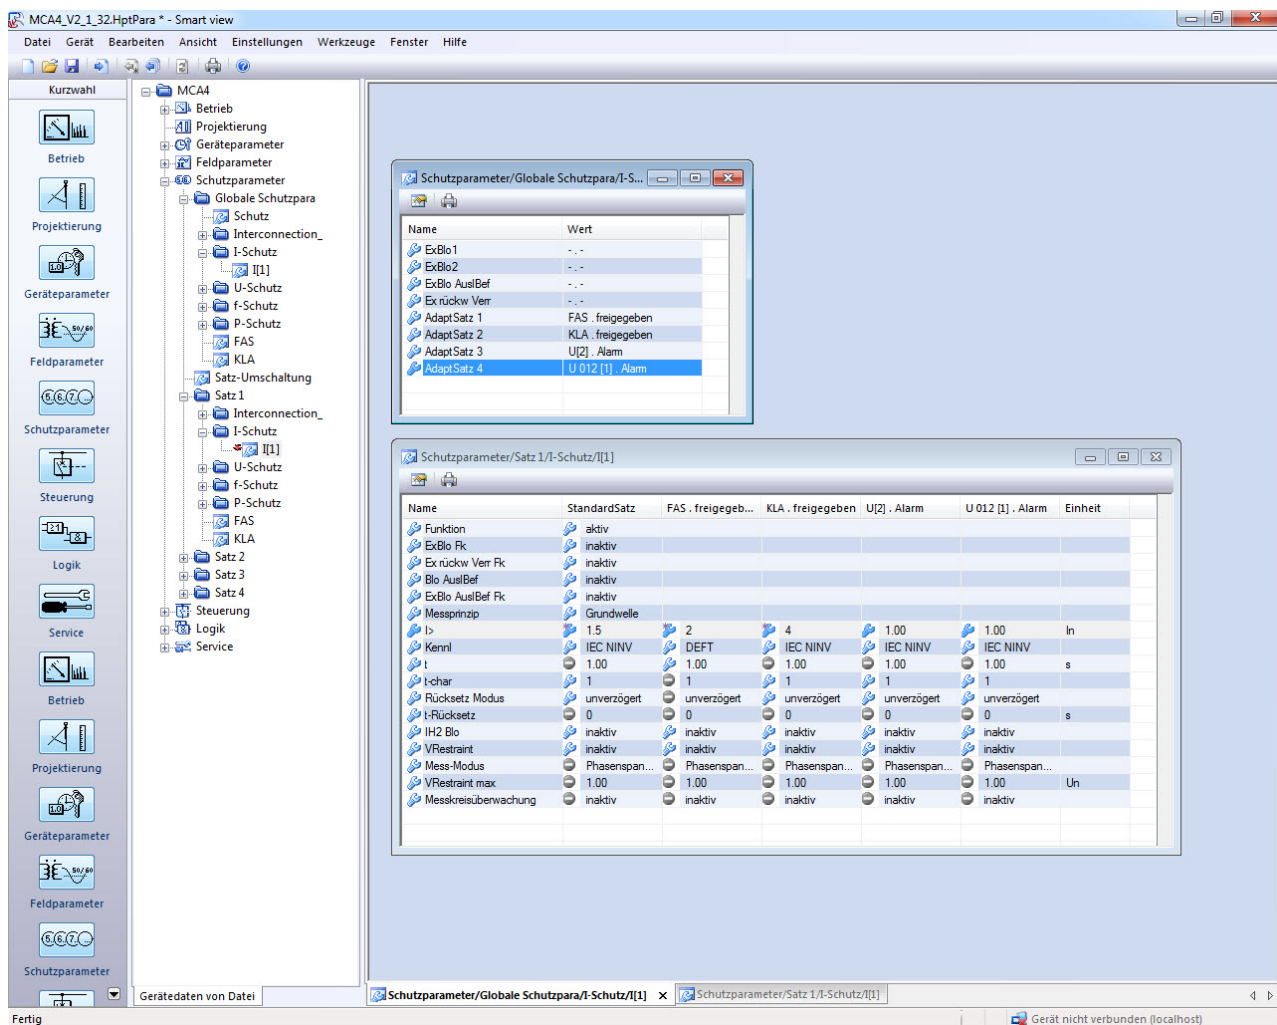 MCA4_V2_1_32.HptPara * - Smart view
Datei Gerät Bearbeiten Ansicht Einstellungen Werkzeuge Fenster Hilfe
Kurzwahl
Betrieb
Projektierung
Geräteparameter
Feldparameter
Schutzparameter
Steuerung
Logik
Service
Betrieb
Projektierung
Geräteparameter
Feldparameter
Schutzparameter
MCA4
Betrieb
Projektierung
Geräteparameter
Feldparameter
Schutzparameter
Globale Schutzpara
Schutz
Interconnection_
I-Schutz
I[1]
U-Schutz
f-Schutz
P-Schutz
FAS
KLA
Satz-Umschaltung
Satz 1
Interconnection_
I-Schutz
I[1]
U-Schutz
f-Schutz
P-Schutz
FAS
KLA
Satz 2
Satz 3
Satz 4
Steuerung
Logik
Service
Gerätedaten von Datei
Schutzparameter/Globale Schutzpara/I-S...
Name Wert
ExBlo1 - . -
ExBlo2 - . -
ExBlo AuslBef - . -
Ex rückw Verr - . -
AdaptSatz 1 FAS . freigegeben
AdaptSatz 2 KLA . freigegeben
AdaptSatz 3 U[2] . Alarm
AdaptSatz 4 U 012 [1] . Alarm
Schutzparameter/Satz 1/I-Schutz/I[1]
Name StandardSatz FAS . freigegeb... KLA . freigegeben U[2] . Alarm U 012 [1] . Alarm Einheit
Funktion aktiv
ExBlo Fk inaktiv
Ex rückw Verr Fk inaktiv
Blo AuslBef inaktiv
ExBlo AuslBef Fk inaktiv
Messprinzip Grundwelle
I> 1.5 2 4 1.00 1.00 In
Kennl IEC NINV DEFT IEC NINV IEC NINV IEC NINV
t 1.00 1.00 1.00 1.00 1.00 s
t-char 1 1 1 1 1
Rücksetz Modus unverzögert unverzögert unverzögert unverzögert unverzögert
t-Rücksetz 0 0 0 0 0 s
IH2 Blo inaktiv inaktiv inaktiv inaktiv inaktiv
VRestraint inaktiv inaktiv inaktiv inaktiv inaktiv
Mess-Modus Phasenspan... Phasenspan... Phasenspan... Phasenspan... Phasenspan...
VRestraint max 1.00 1.00 1.00 1.00 1.00 Un
Messkreisüberwachung inaktiv inaktiv inaktiv inaktiv inaktiv
Schutzparameter/Globale Schutzpara/I-Schutz/I[1] Schutzparameter/Satz 1/I-Schutz/I[1]
Fertig Gerät nicht verbunden (localhost)